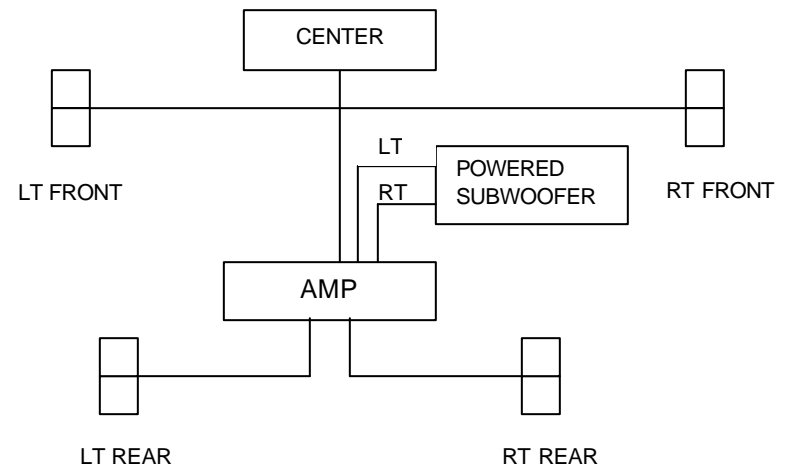 CENTER
LT
POWERED
SUBWOOFER
RT
LT FRONT
RT FRONT
AMP
LT REAR
RT REAR